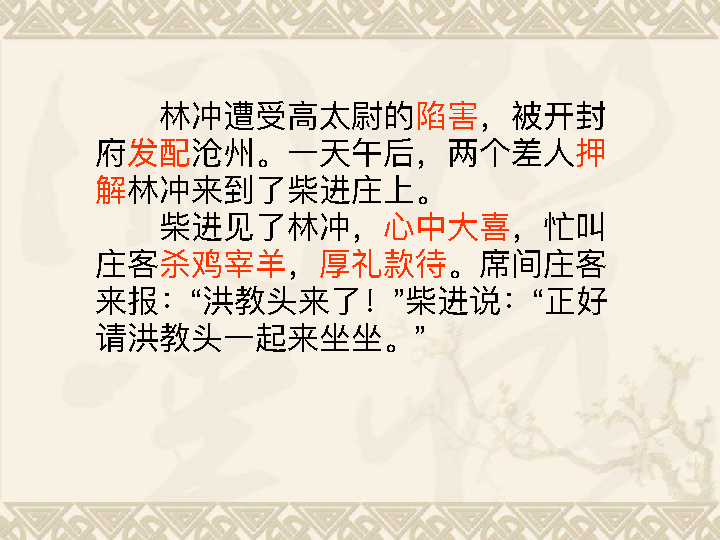 林冲遭受高太尉的陷害，被开封
府发配沧州。一天午后，两个差人押
解林冲来到了柴进庄上。
柴进见了林冲，心中大喜，忙叫
庄客杀鸡宰羊，厚礼款待。席间庄客
来报：“洪教头来了！”柴进说：“正好
请洪教头一起来坐坐。”